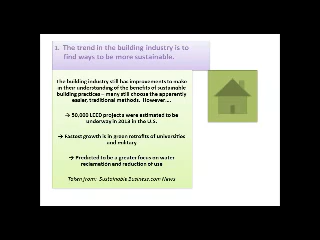 1. The trend in the building industry is to
find ways to be more sustainable.
The building industry still has improvements to make
in their understanding of the benefits of sustainable
building practices – many still choose the apparently
easier, traditional methods. However….
→ 50,000 LEED projects were estimated to be
underway in 2013 in the U.S.
→ Fastest growth is in green retrofits of universities
and military
→ Predicted to be a greater focus on water
reclamation and reduction of use
Taken from: SustainableBusiness.com News